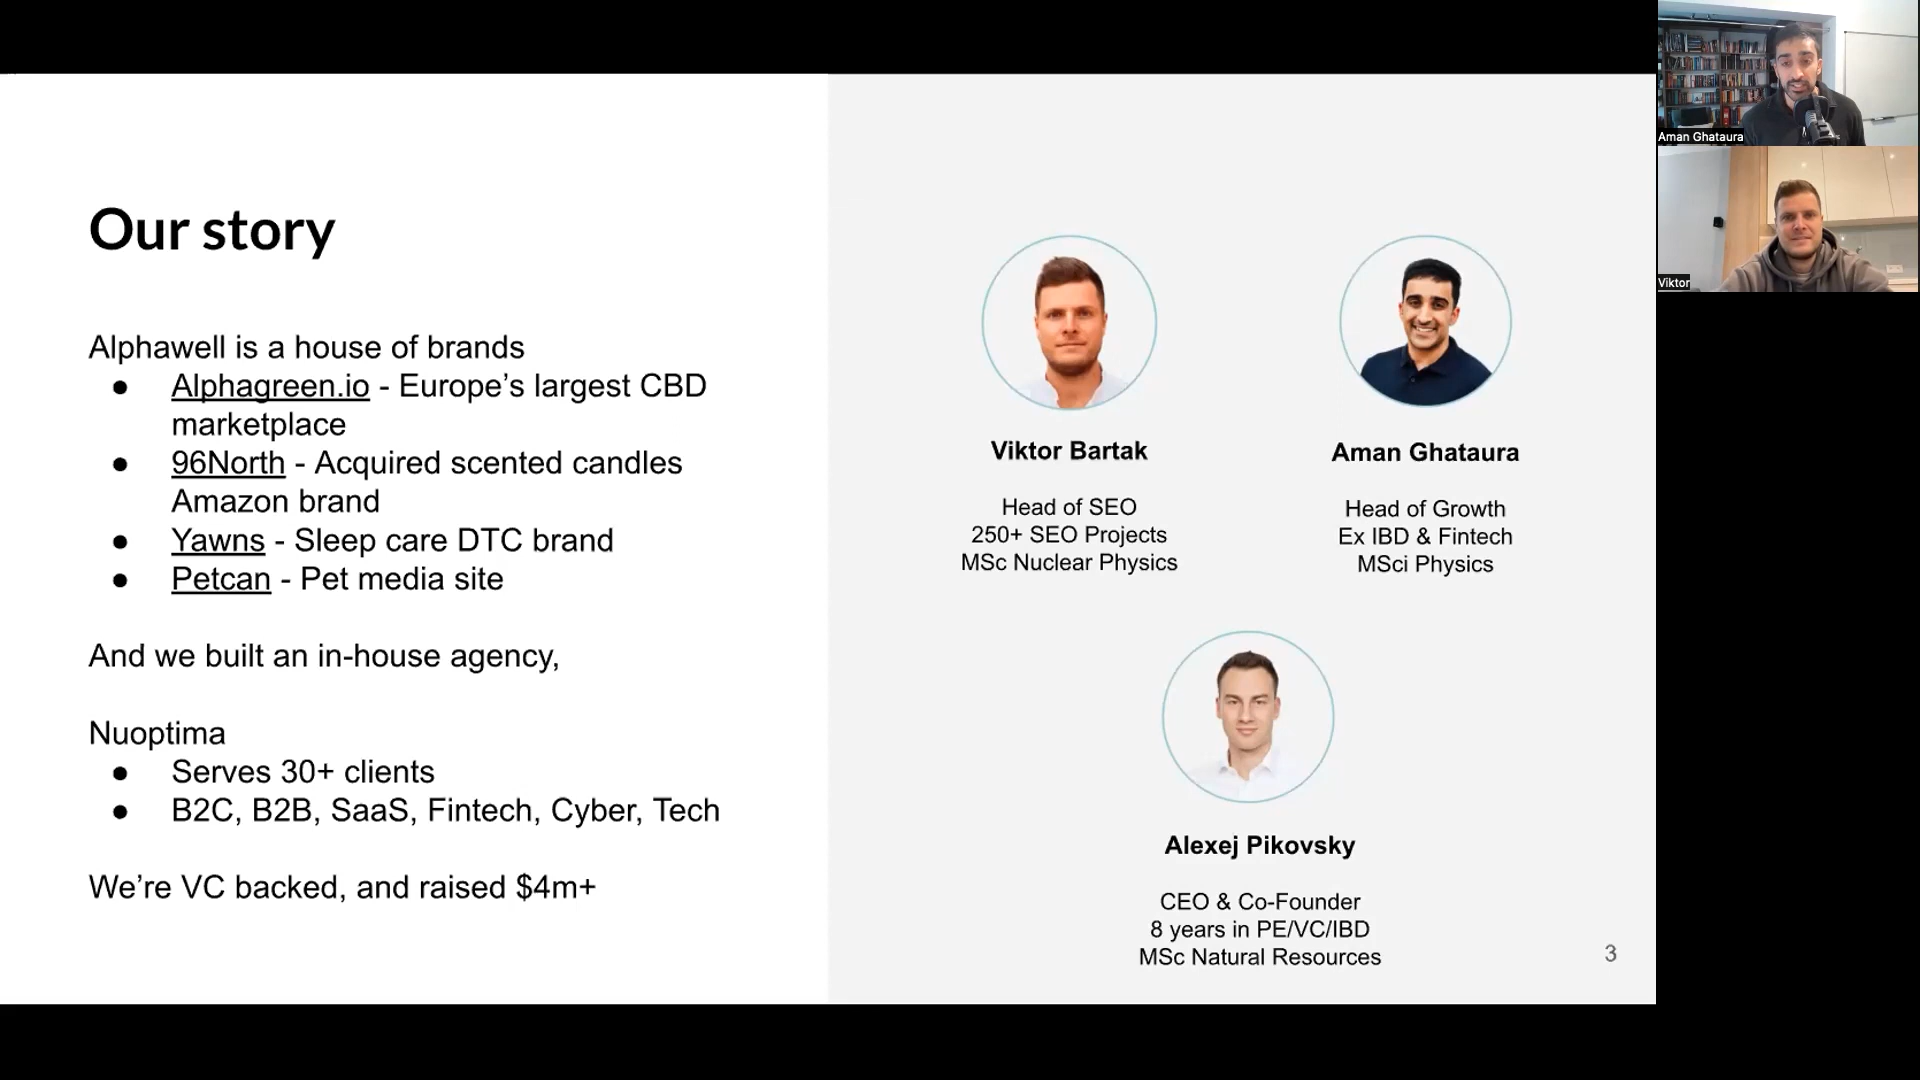 Our story
Alphawell is a house of brands
● Alphagreen.io - Europe’s largest CBD
marketplace
● 96North - Acquired scented candles
Amazon brand
● Yawns - Sleep care DTC brand
● Petcan - Pet media site
And we built an in-house agency,
Nuoptima
● Serves 30+ clients
● B2C, B2B, SaaS, Fintech, Cyber, Tech
We’re VC backed, and raised $4m+
Viktor Bartak
Head of SEO
250+ SEO Projects
MSc Nuclear Physics
Aman Ghataura
Head of Growth
Ex IBD & Fintech
MSci Physics
Alexej Pikovsky
CEO & Co-Founder
8 years in PE/VC/IBD
MSc Natural Resources
3
Aman Ghataura
Viktor